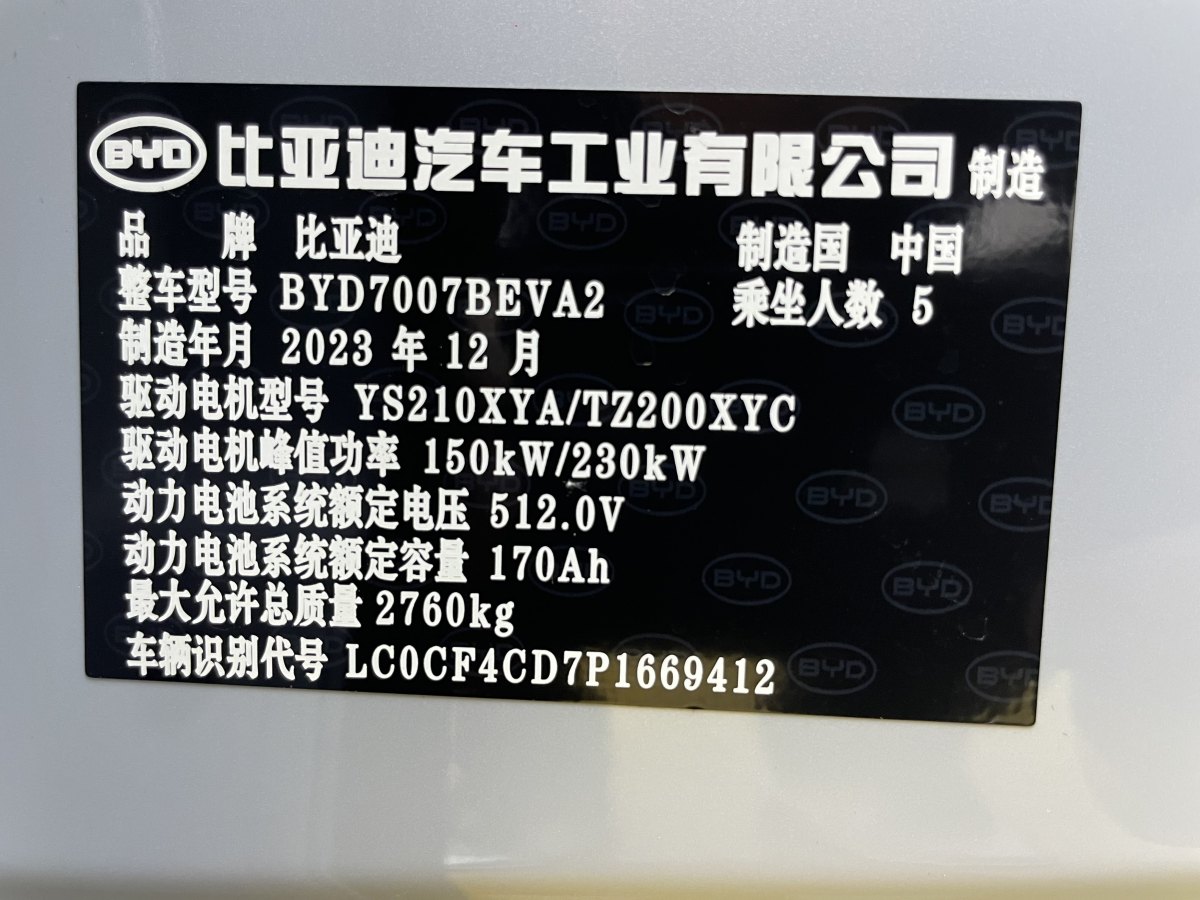 BYD 比亚迪汽车工业有限公司 制造
品 牌 比亚迪 制造国 中国
整车型号 BYD7007BEVA2 乘坐人数 5
制造年月 2023 年 12 月
驱动电机型号 YS210XYA/TZ200XYC
驱动电机峰值功率 150kW/230kW
动力电池系统额定电压 512.0V
动力电池系统额定容量 170Ah
最大允许总质量 2760kg
车辆识别代号 LC0CF4CD7P1669412